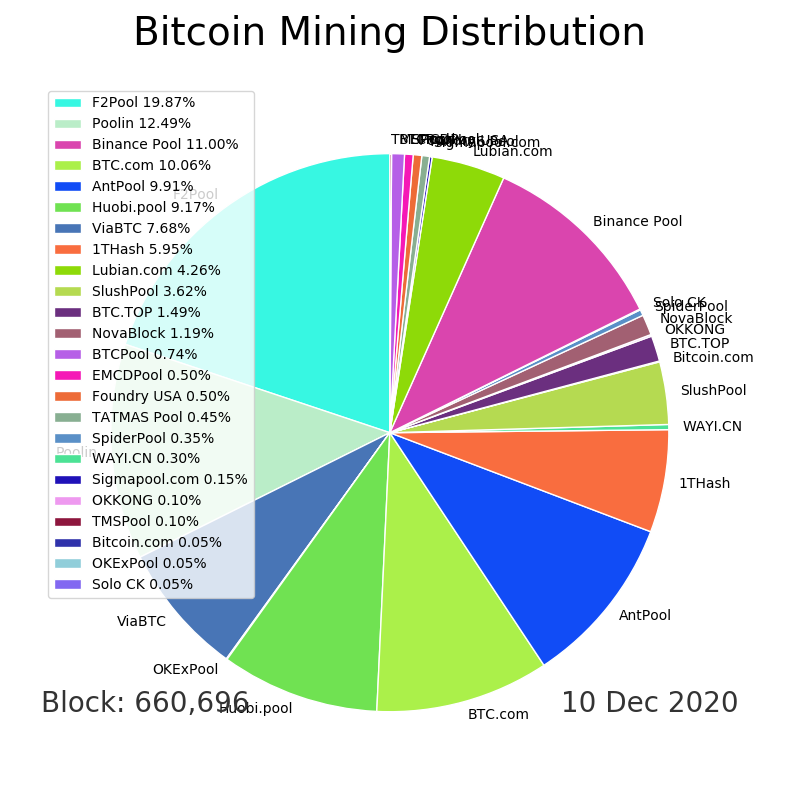 Bitcoin Mining Distribution
F2Pool 19.87%
Poolin 12.49%
Binance Pool 11.00%
BTC.com 10.06%
AntPool 9.91%
Huobi.pool 9.17%
ViaBTC 7.68%
1THash 5.95%
Lubian.com 4.26%
SlushPool 3.62%
BTC.TOP 1.49%
NovaBlock 1.19%
BTCPool 0.74%
EMCDPool 0.50%
Foundry USA 0.50%
TATMAS Pool 0.45%
SpiderPool 0.35%
WAYI.CN 0.30%
Sigmapool.com 0.15%
OKKONG 0.10%
TMSPool 0.10%
Bitcoin.com 0.05%
OKExPool 0.05%
Solo CK 0.05%
F2Pool
Poolin
ViaBTC
OKExPool
Huobi.pool
BTC.com
AntPool
1THash
WAYI.CN
SlushPool
Bitcoin.com
BTC.TOP
OKKONG
NovaBlock
SpiderPool
Solo CK
Binance Pool
Lubian.com
Block: 660,696
10 Dec 2020